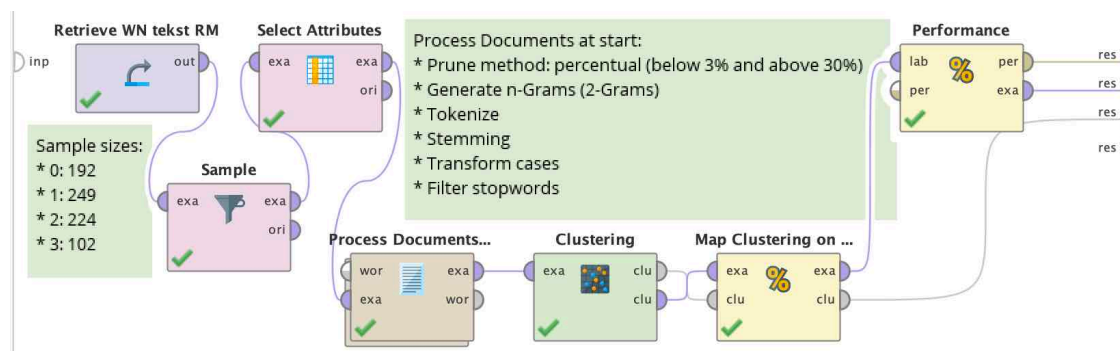 Retrieve WN tekst RM
inp
out
Sample sizes:
* 0: 192
* 1: 249
* 2: 224
* 3: 102
Select Attributes
exa
exa
ori
Sample
exa
exa
ori
Process Documents at start:
* Prune method: percentual (below 3% and above 30%)
* Generate n-Grams (2-Grams)
* Tokenize
* Stemming
* Transform cases
* Filter stopwords
Process Documents...
wor
exa
exa
wor
Clustering
exa
clu
clu
Map Clustering on ...
exa
exa
clu
clu
Performance
lab
per
per
exa
res
res
res
res